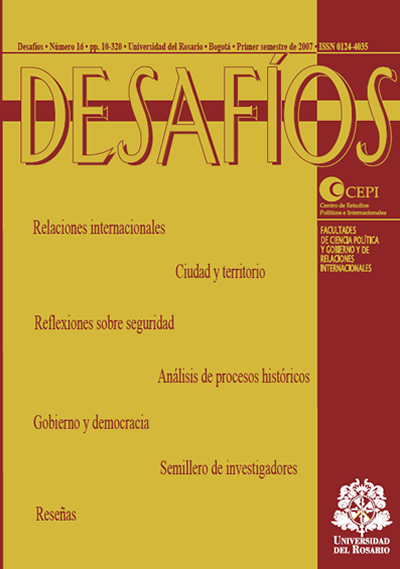 Desafíos • Número 16 • pp. 10-320 • Universidad del Rosario • Bogotá • Primer semestre de 2007 • ISSN 0124-4035
DESAFÍOS
CEPI
Centro de Estudios
Políticos e Internacionales
FACULTADES
DE CIENCIA POLÍTICA
Y GOBIERNO Y DE
RELACIONES
INTERNACIONALES
Relaciones internacionales
Ciudad y territorio
Reflexiones sobre seguridad
Análisis de procesos históricos
Gobierno y democracia
Semillero de investigadores
Reseñas
UNIVERSIDAD
DEL ROSARIO